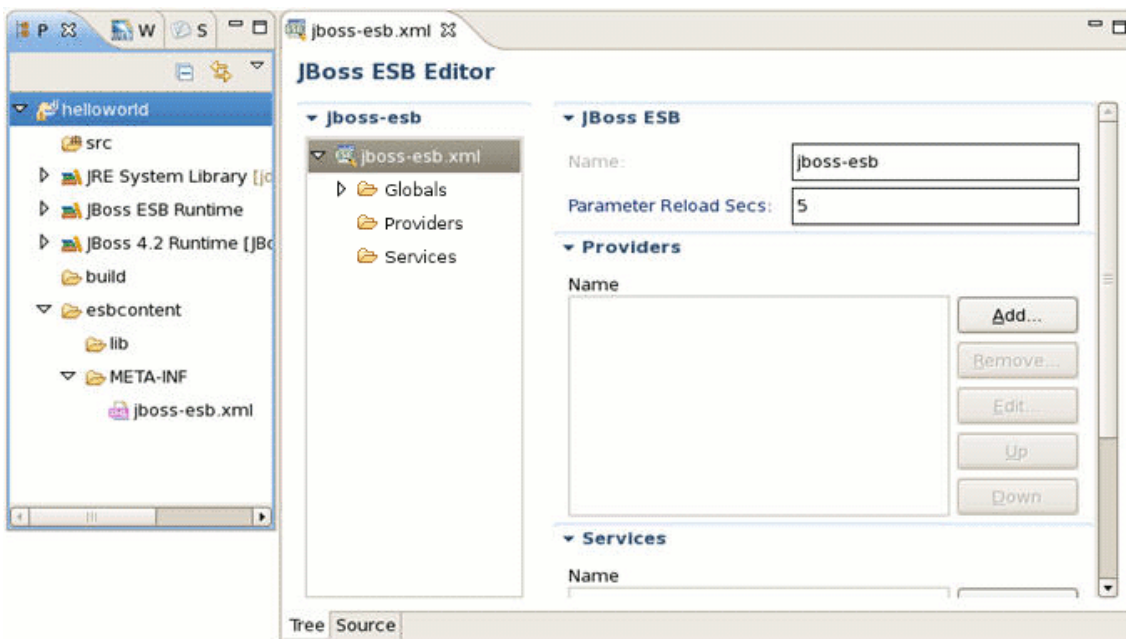 P W S
jboss-esb.xml
JBoss ESB Editor
helloworld
src
JRE System Library
JBoss ESB Runtime
JBoss 4.2 Runtime
build
esbcontent
lib
META-INF
jboss-esb.xml
jboss-esb
jboss-esb.xml
Globals
Providers
Services
JBoss ESB
Name: jboss-esb
Parameter Reload Secs: 5
Providers
Name
Add...
Remove...
Edit...
Up
Down
Services
Name
Tree Source